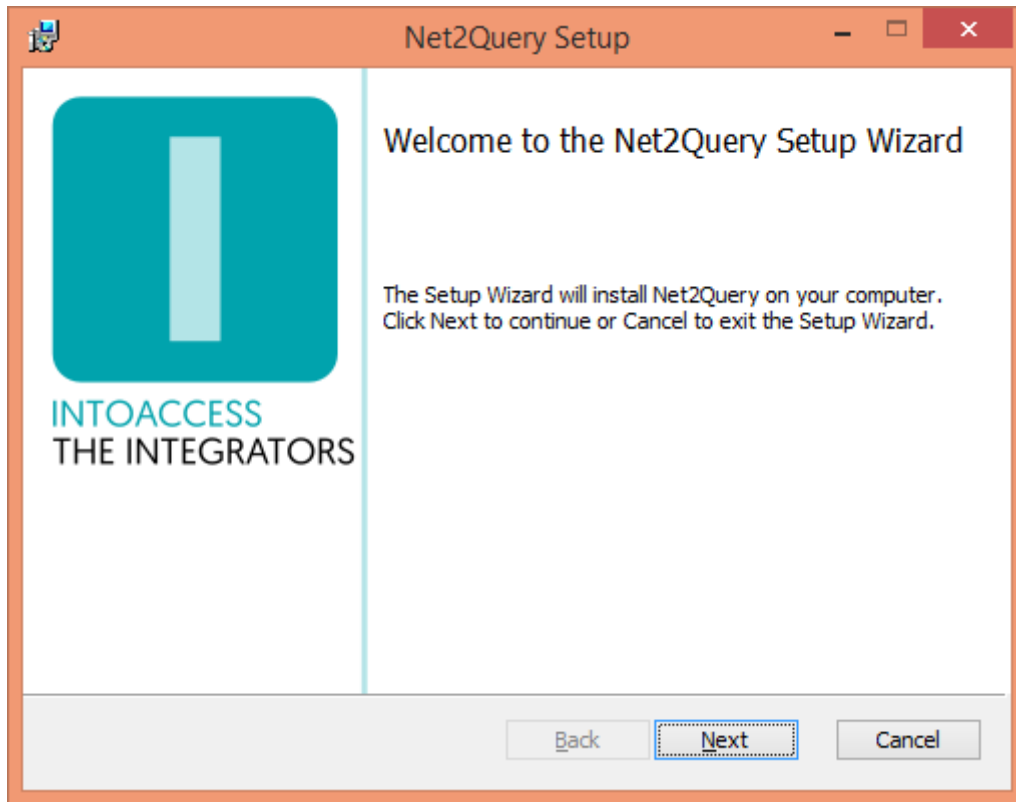 Net2Query Setup
Welcome to the Net2Query Setup Wizard
The Setup Wizard will install Net2Query on your computer.
Click Next to continue or Cancel to exit the Setup Wizard.
INTOACCESS
THE INTEGRATORS
Back Next Cancel